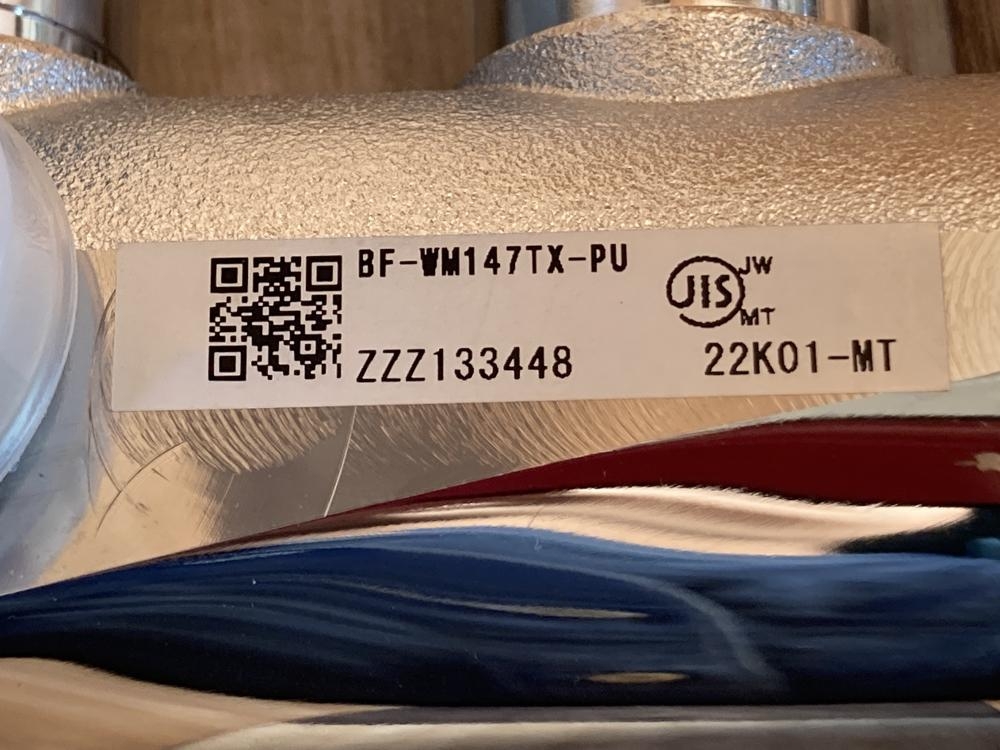 BF-WM147TX-PU
ZZZ133448
JIS
JW
MT
22K01-MT